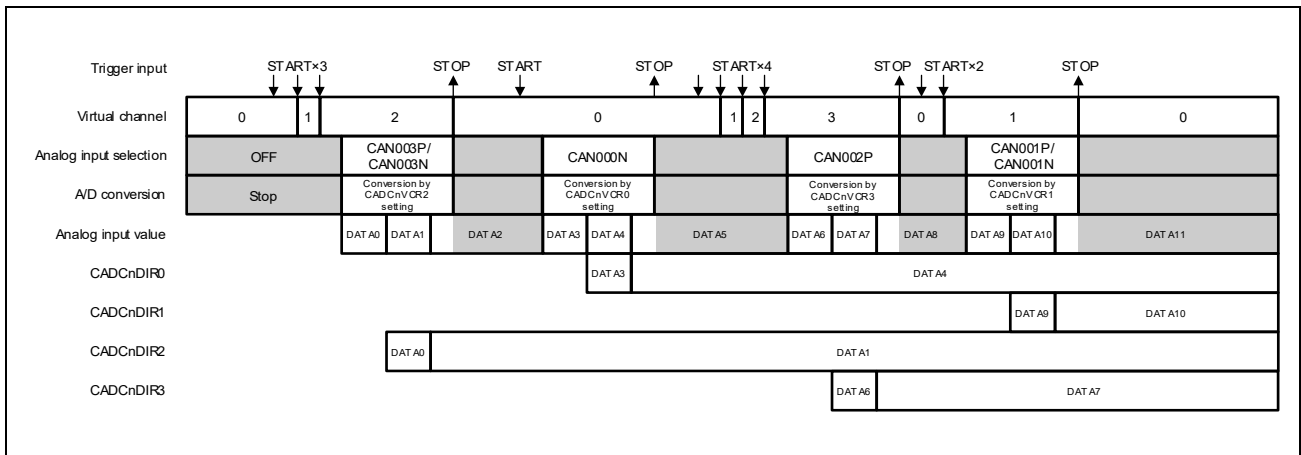 Trigger input START×3 STOP START STOP START×4 STOP START×2 STOP
Virtual channel 0 1 2 0 1 2 3 0 1 0
Analog input selection OFF CAN003P/ CAN003N CAN000N CAN002P CAN001P/ CAN001N
A/D conversion Stop Conversion by CADCnVCR2 setting Conversion by CADCnVCR0 setting Conversion by CADCnVCR3 setting Conversion by CADCnVCR1 setting
Analog input value DATA0 DATA1 DATA2 DATA3 DATA4 DATA5 DATA6 DATA7 DATA8 DATA9 DATA10 DATA11
CADCnDIR0 DATA3 DATA4
CADCnDIR1 DATA9 DATA10
CADCnDIR2 DATA0 DATA1
CADCnDIR3 DATA6 DATA7